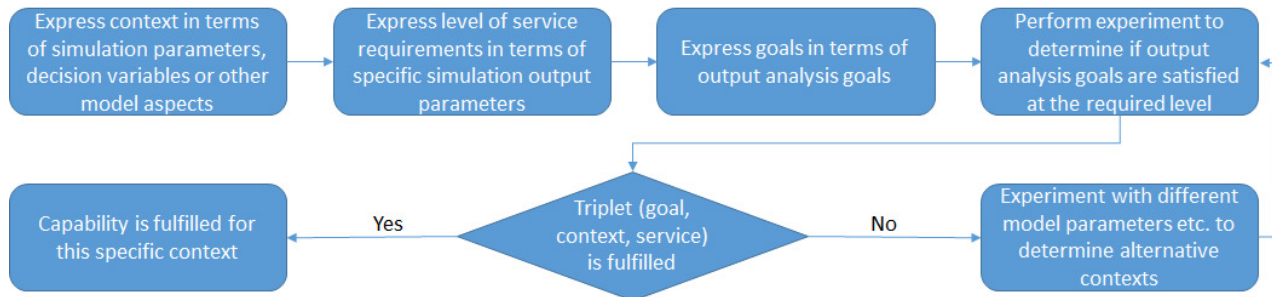 Express context in terms
of simulation parameters,
decision variables or other
model aspects
Express level of service
requirements in terms of
specific simulation output
parameters
Express goals in terms of
output analysis goals
Perform experiment to
determine if output
analysis goals are satisfied
at the required level
Triplet (goal,
context, service)
is fulfilled
Yes
Capability is fulfilled for
this specific context
No
Experiment with different
model parameters etc. to
determine alternative
contexts